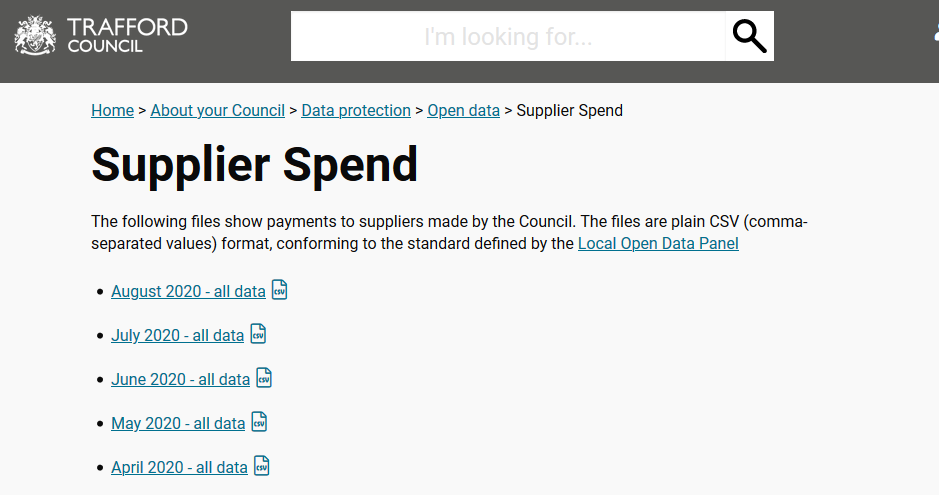 TRAFFORD
COUNCIL
I'm looking for...
Home > About your Council > Data protection > Open data > Supplier Spend
Supplier Spend
The following files show payments to suppliers made by the Council. The files are plain CSV (comma-
separated values) format, conforming to the standard defined by the Local Open Data Panel
• August 2020 - all data CSV
• July 2020 - all data CSV
• June 2020 - all data CSV
• May 2020 - all data CSV
• April 2020 - all data CSV